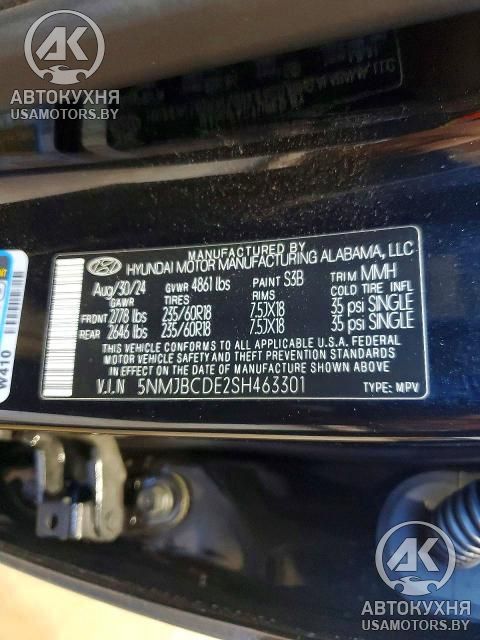 AK
АВТОКУХНЯ
USAMOTORS.BY
MANUFACTURED BY
HYUNDAI MOTOR MANUFACTURING ALABAMA, LLC
Aug/30/24 GVWR 4861 lbs PAINT S3B TRIM MMH
GAWR TIRES RIMS COLD TIRE INFL
FRONT 2778 lbs 235/60R18 7.5JX18 35 psi SINGLE
REAR 2646 lbs 235/60R18 7.5JX18 35 psi SINGLE
THIS VEHICLE CONFORMS TO ALL APPLICABLE U.S.A. FEDERAL
MOTOR VEHICLE SAFETY, BUMPER, AND THEFT PREVENTION STANDARDS
IN EFFECT ON THE DATE OF MANUFACTURE SHOWN ABOVE.
V.I.N 5NMJBCDE2SH463301 TYPE: MPV
W410
AK
АВТОКУХНЯ
USAMOTORS.BY